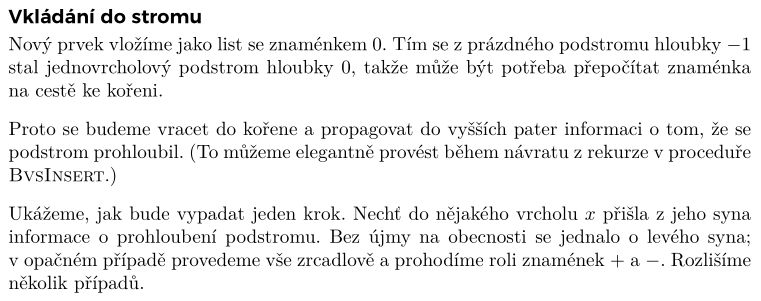 Vkládání do stromu
Nový prvek vložíme jako list se znaménkem 0. Tím se z prázdného podstromu hloubky −1
stal jednovrcholový podstrom hloubky 0, takže může být potřeba přepočítat znaménka
na cestě ke kořeni.
Proto se budeme vracet do kořene a propagovat do vyšších pater informaci o tom, že se
podstrom prohloubil. (To můžeme elegantně provést během návratu z rekurze v proceduře
BvsInsert.)
Ukážeme, jak bude vypadat jeden krok. Nechť do nějakého vrcholu x přišla z jeho syna
informace o prohloubení podstromu. Bez újmy na obecnosti se jednalo o levého syna;
v opačném případě provedeme vše zrcadlově a prohodíme roli znamének + a −. Rozlišíme
několik případů.